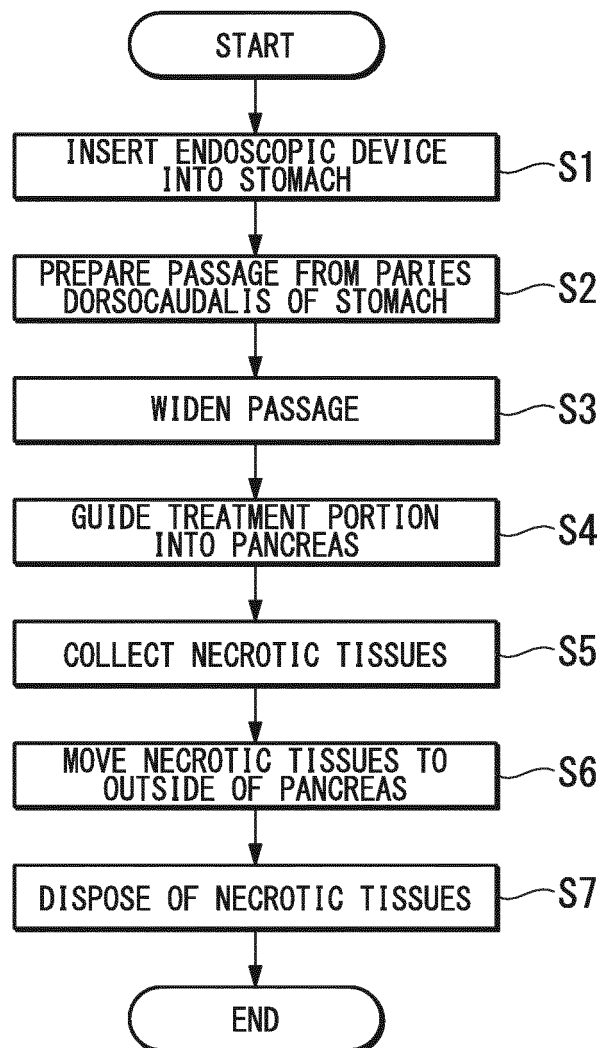 START
INSERT ENDOSCOPIC DEVICE
INTO STOMACH
S1
PREPARE PASSAGE FROM PARIES
DORSOCAUDALIS OF STOMACH
S2
WIDEN PASSAGE
S3
GUIDE TREATMENT PORTION
INTO PANCREAS
S4
COLLECT NECROTIC TISSUES
S5
MOVE NECROTIC TISSUES TO
OUTSIDE OF PANCREAS
S6
DISPOSE OF NECROTIC TISSUES
S7
END